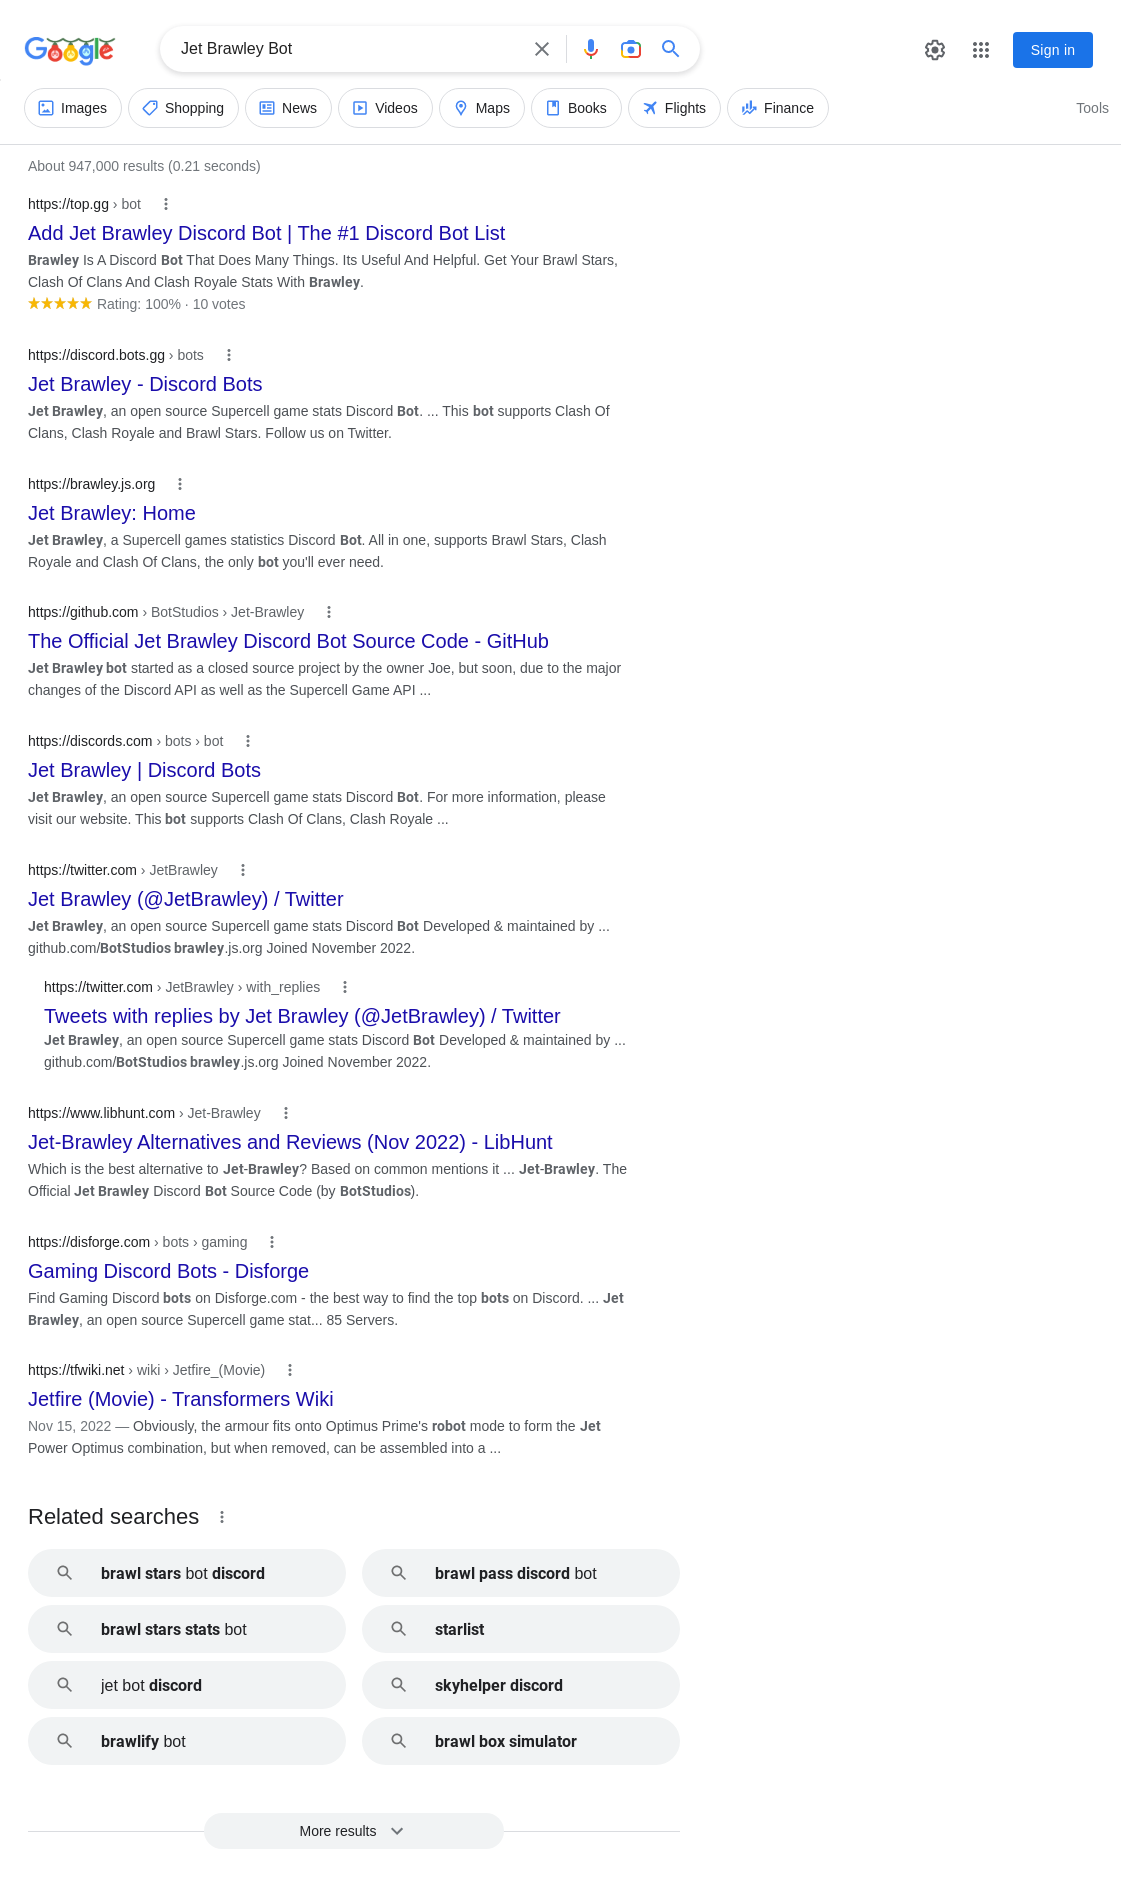 Google
Jet Brawley Bot
Sign in
Images
Shopping
News
Videos
Maps
Books
Flights
Finance
Tools
About 947,000 results (0.21 seconds)
https://top.gg › bot
Add Jet Brawley Discord Bot | The #1 Discord Bot List
Brawley Is A Discord Bot That Does Many Things. Its Useful And Helpful. Get Your Brawl Stars,
Clash Of Clans And Clash Royale Stats With Brawley.
Rating: 100% · 10 votes
https://discord.bots.gg › bots
Jet Brawley - Discord Bots
Jet Brawley, an open source Supercell game stats Discord Bot. ... This bot supports Clash Of
Clans, Clash Royale and Brawl Stars. Follow us on Twitter.
https://brawley.js.org
Jet Brawley: Home
Jet Brawley, a Supercell games statistics Discord Bot. All in one, supports Brawl Stars, Clash
Royale and Clash Of Clans, the only bot you'll ever need.
https://github.com › BotStudios › Jet-Brawley
The Official Jet Brawley Discord Bot Source Code - GitHub
Jet Brawley bot started as a closed source project by the owner Joe, but soon, due to the major
changes of the Discord API as well as the Supercell Game API ...
https://discords.com › bots › bot
Jet Brawley | Discord Bots
Jet Brawley, an open source Supercell game stats Discord Bot. For more information, please
visit our website. This bot supports Clash Of Clans, Clash Royale ...
https://twitter.com › JetBrawley
Jet Brawley (@JetBrawley) / Twitter
Jet Brawley, an open source Supercell game stats Discord Bot Developed & maintained by ...
github.com/BotStudios brawley.js.org Joined November 2022.
https://twitter.com › JetBrawley › with_replies
Tweets with replies by Jet Brawley (@JetBrawley) / Twitter
Jet Brawley, an open source Supercell game stats Discord Bot Developed & maintained by ...
github.com/BotStudios brawley.js.org Joined November 2022.
https://www.libhunt.com › Jet-Brawley
Jet-Brawley Alternatives and Reviews (Nov 2022) - LibHunt
Which is the best alternative to Jet-Brawley? Based on common mentions it ... Jet-Brawley. The
Official Jet Brawley Discord Bot Source Code (by BotStudios).
https://disforge.com › bots › gaming
Gaming Discord Bots - Disforge
Find Gaming Discord bots on Disforge.com - the best way to find the top bots on Discord. ... Jet
Brawley, an open source Supercell game stat... 85 Servers.
https://tfwiki.net › wiki › Jetfire_(Movie)
Jetfire (Movie) - Transformers Wiki
Nov 15, 2022 — Obviously, the armour fits onto Optimus Prime's robot mode to form the Jet
Power Optimus combination, but when removed, can be assembled into a ...
Related searches
brawl stars bot discord
brawl pass discord bot
brawl stars stats bot
starlist
jet bot discord
skyhelper discord
brawlify bot
brawl box simulator
More results